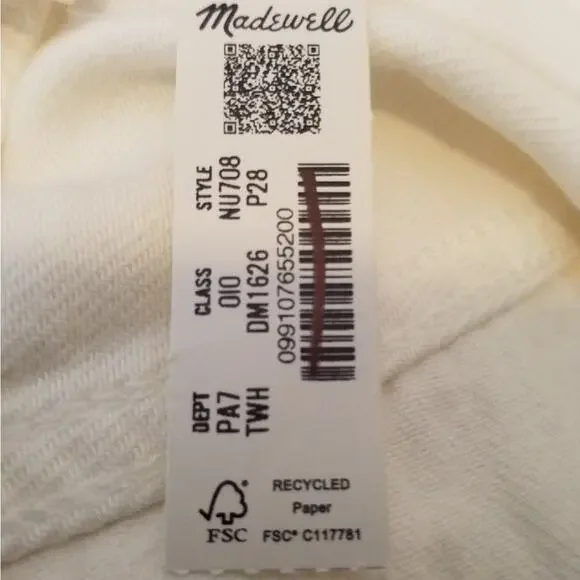 Madewell
DEPT CLASS STYLE
PA7 010 NU708
TWH DM1626 P28
099107655200
FSC
RECYCLED
Paper
FSC® C117781